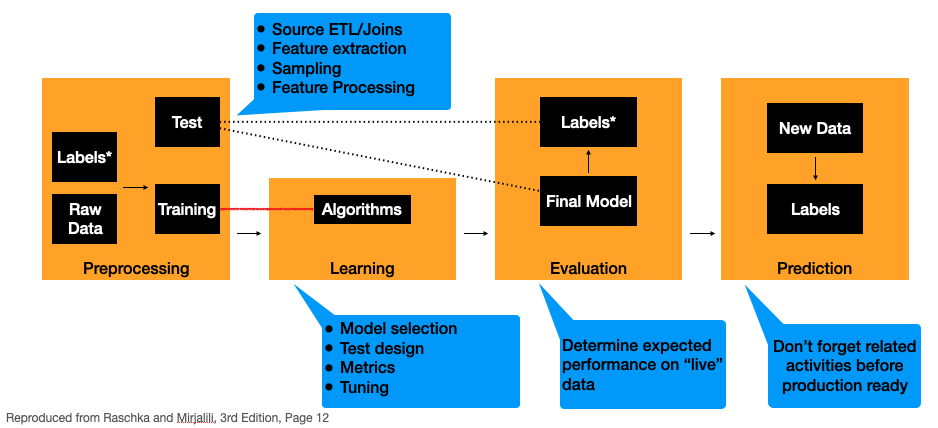 ● Source ETL/Joins
● Feature extraction
● Sampling
● Feature Processing
Labels*
Raw
Data
Test
Training
Preprocessing
Algorithms
Learning
Labels*
Final Model
Evaluation
New Data
Labels
Prediction
● Model selection
● Test design
● Metrics
● Tuning
Determine expected
performance on “live”
data
Don’t forget related
activities before
production ready
Reproduced from Raschka and Mirjalili, 3rd Edition, Page 12